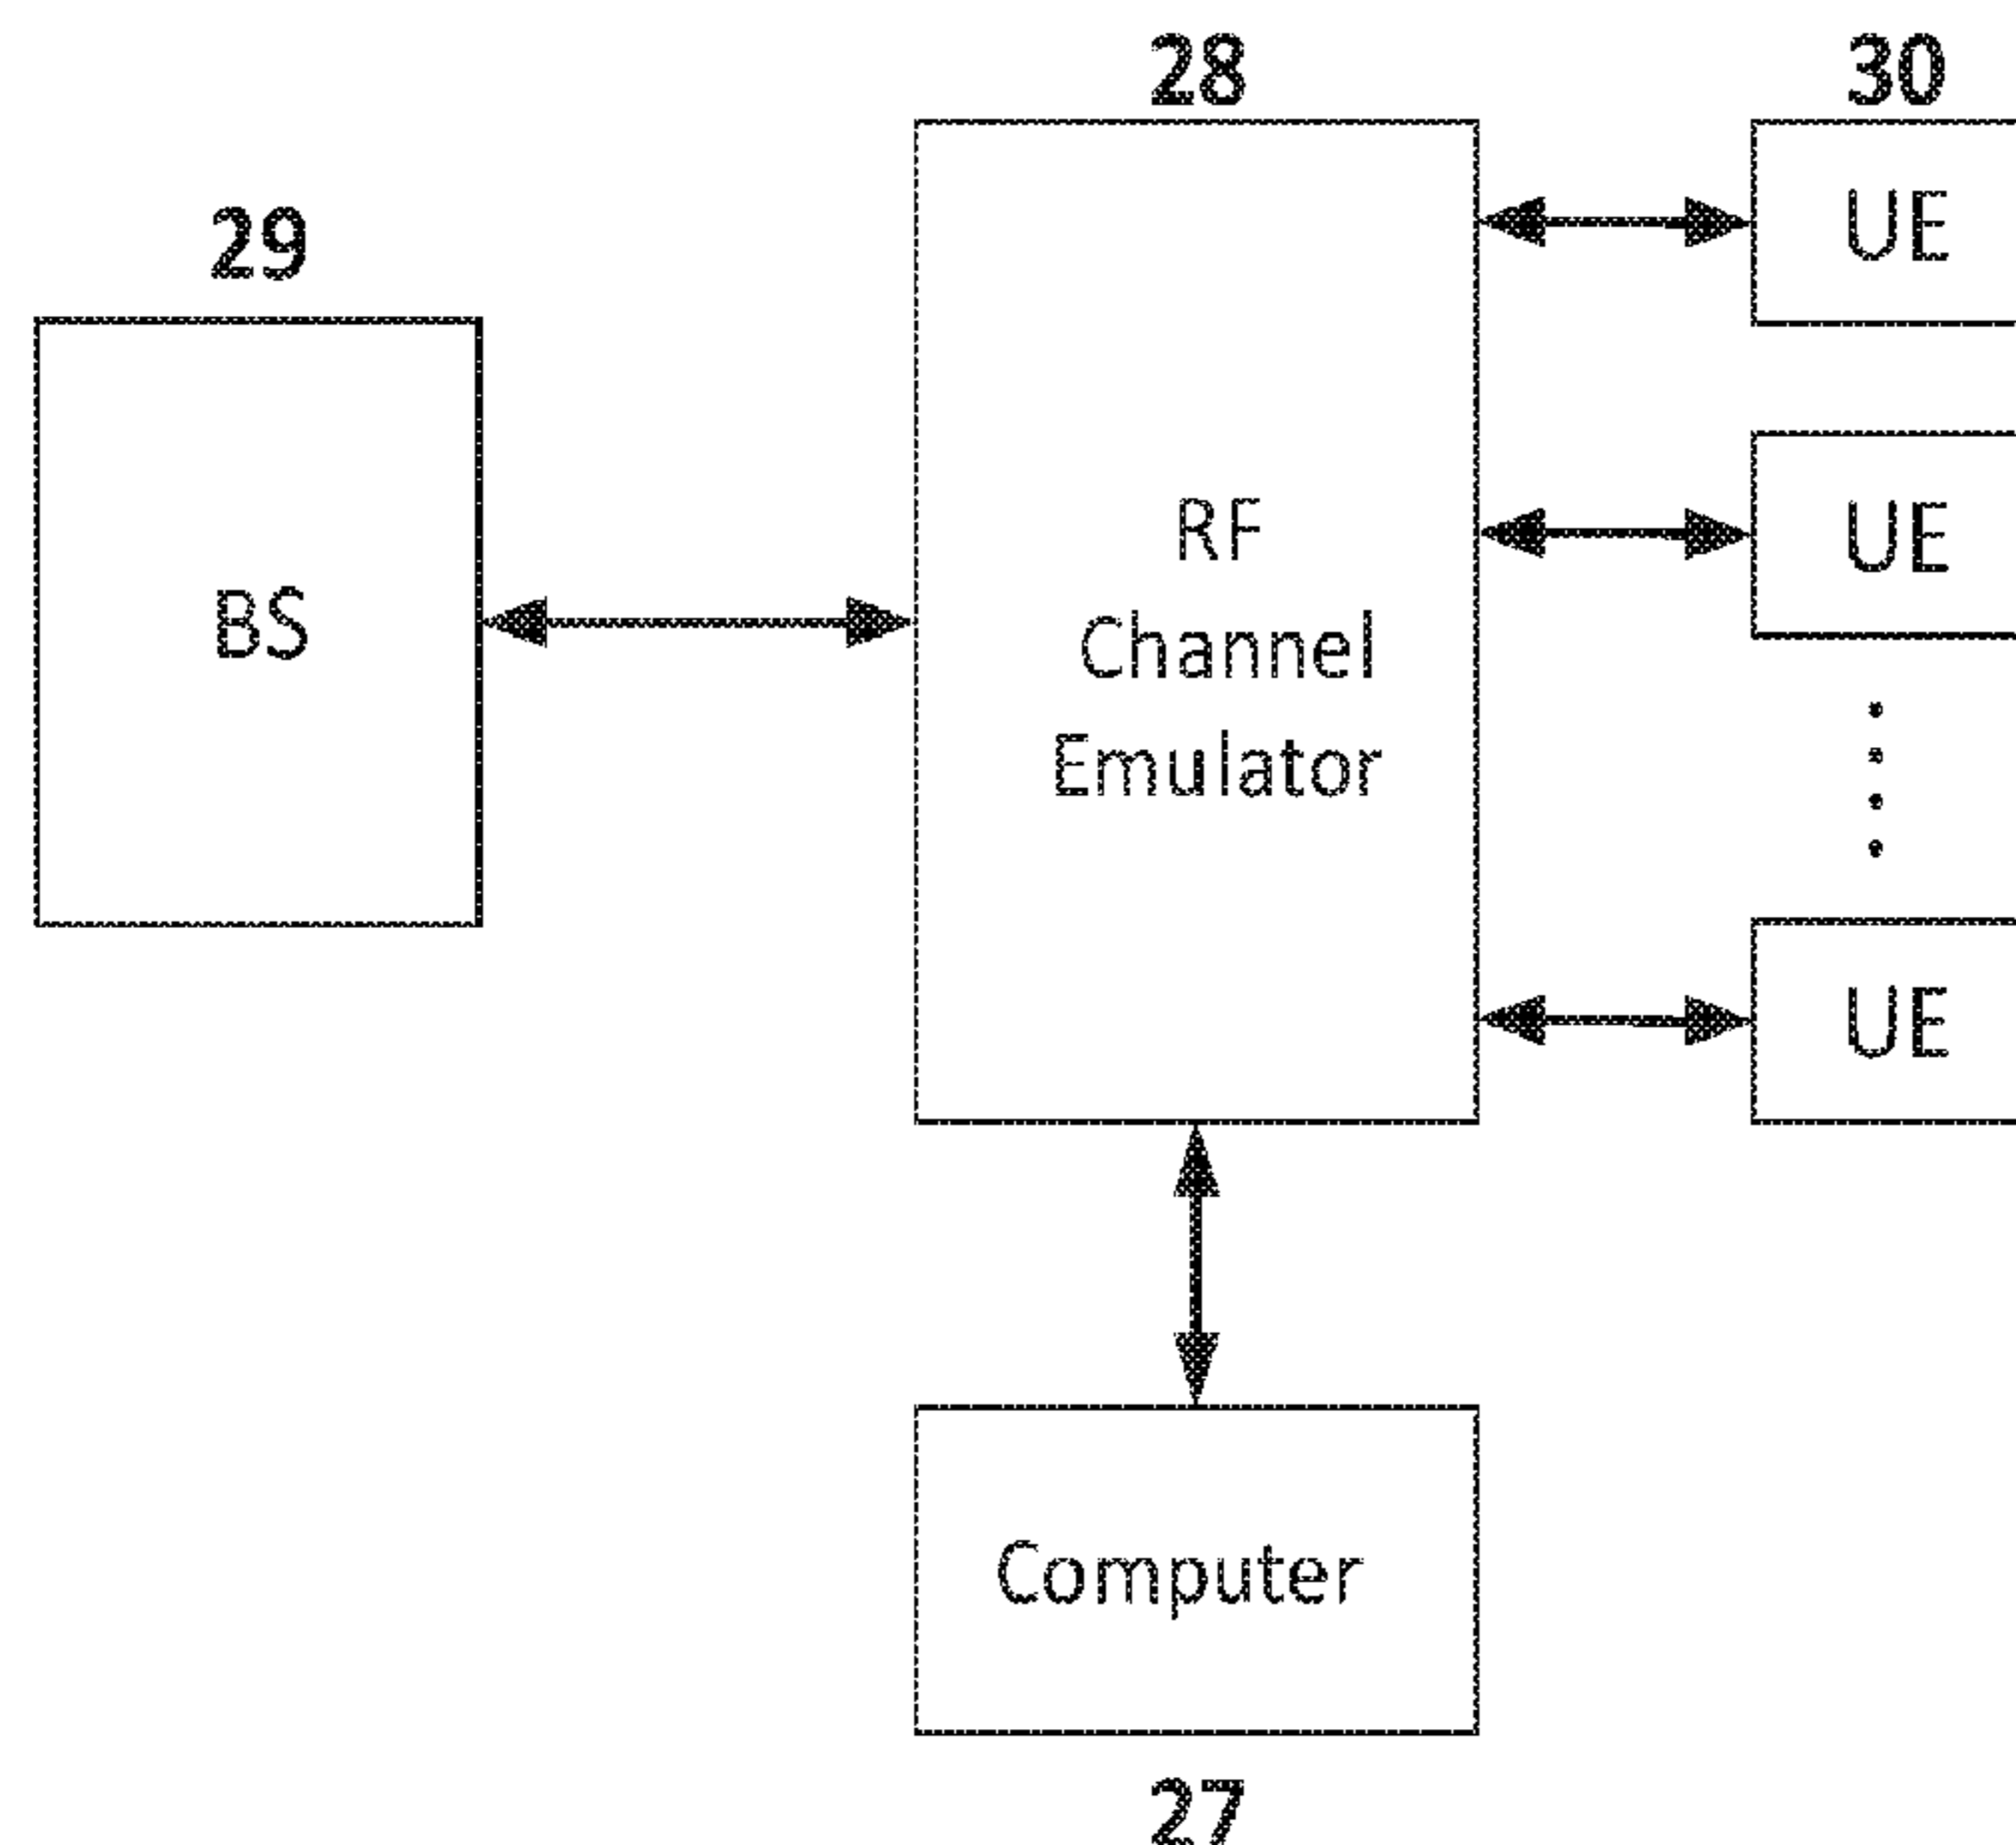 28
30
29
UE
RF
Channel
Emulator
UE
BS
UE
Computer
27